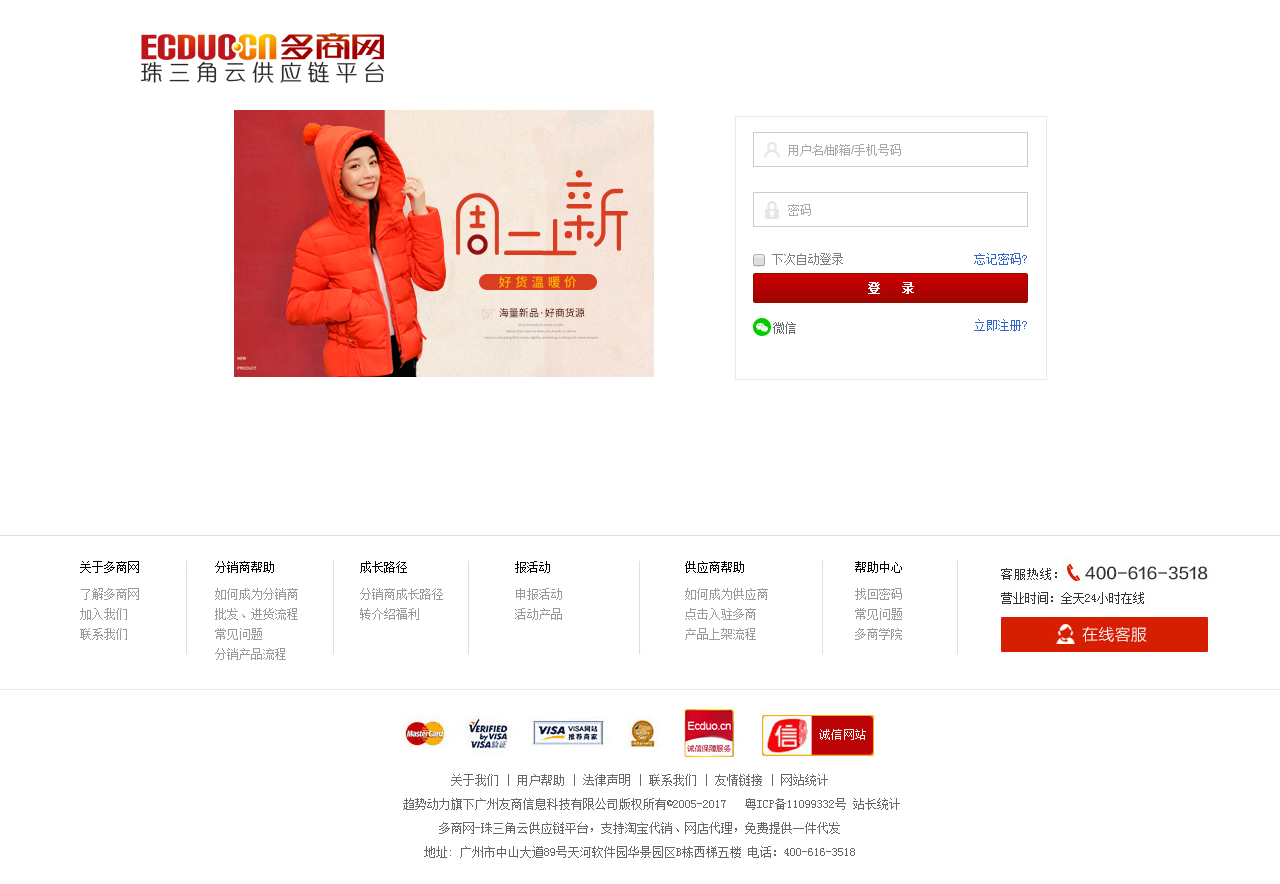 ECDUO.CN 多商网
珠三角云供应链平台
周一上新
好货温暖价
海量新品·好商货源
NEW
PRODUCT
用户名/邮箱/手机号码
密码
下次自动登录 忘记密码?
登 录
微信 立即注册?
关于多商网
了解多商网
加入我们
联系我们
分销商帮助
如何成为分销商
批发、进货流程
常见问题
分销产品流程
成长路径
分销商成长路径
转介绍福利
报活动
申报活动
活动产品
供应商帮助
如何成为供应商
点击入驻多商
产品上架流程
帮助中心
找回密码
常见问题
多商学院
客服热线: 400-616-3518
营业时间: 全天24小时在线
在线客服
MasterCard
VERIFIED by VISA 验证
VISA VISA网站推荐商家
Ecduo.cn
诚信保障服务
信 诚信网站
关于我们 | 用户帮助 | 法律声明 | 联系我们 | 友情链接 | 网站统计
趋势动力旗下广州友商信息科技有限公司版权所有©2005-2017 粤ICP备11099332号 站长统计
多商网-珠三角云供应链平台，支持淘宝代销、网店代理，免费提供一件代发
地址: 广州市中山大道89号天河软件园华景园区B栋西梯五楼 电话: 400-616-3518